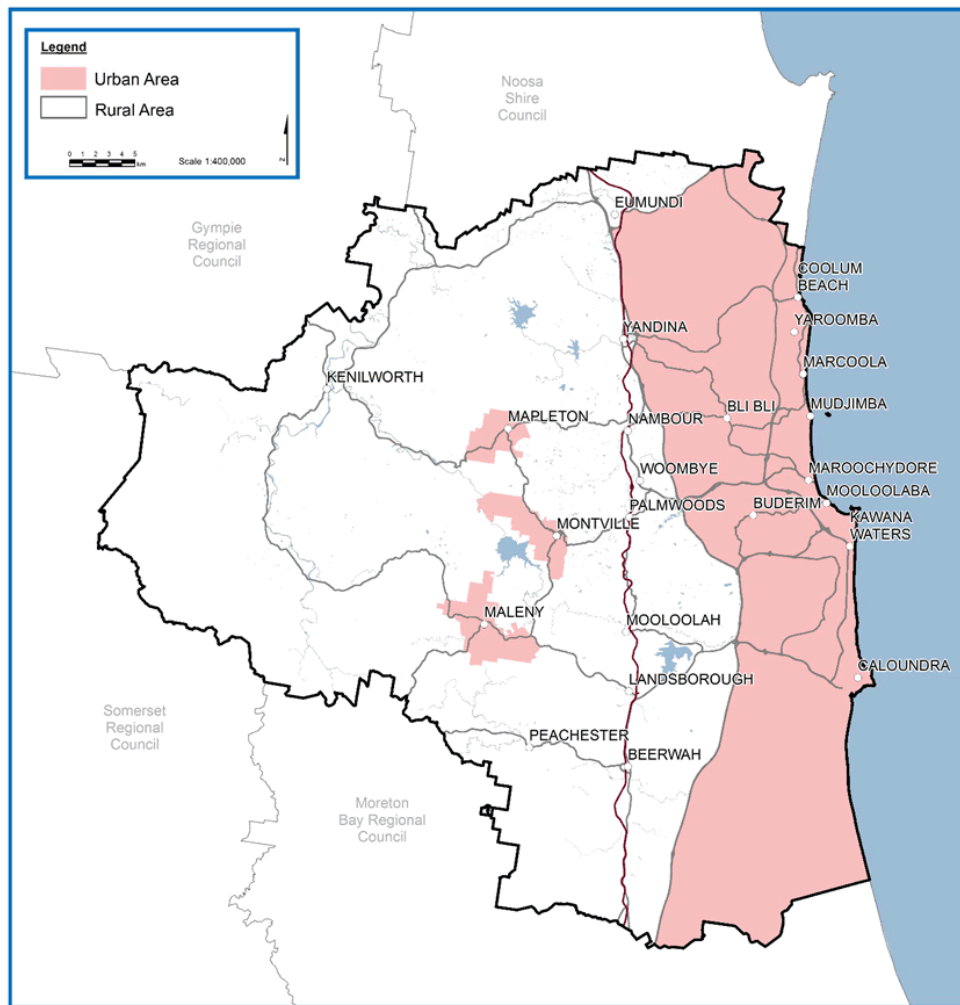 Legend
Urban Area
Rural Area
0 1 2 3 4 5
km
Scale 1:400,000
N
Noosa
Shire
Council
Gympie
Regional
Council
EUMUNDI
COOLUM
BEACH
YAROOMBA
YANDINA
MARCOOLA
KENILWORTH
MAPLETON
NAMBOUR
BLI BLI
MUDJIMBA
WOOMBYE
MAROOCHYDORE
MOOLOOLABA
PALMWOODS
BUDERIM
KAWANA
WATERS
MONTVILLE
MALENY
MOOLOOLAH
CALOUNDRA
LANDSBOROUGH
Somerset
Regional
Council
PEACHESTER
BEERWAH
Moreton
Bay Regional
Council